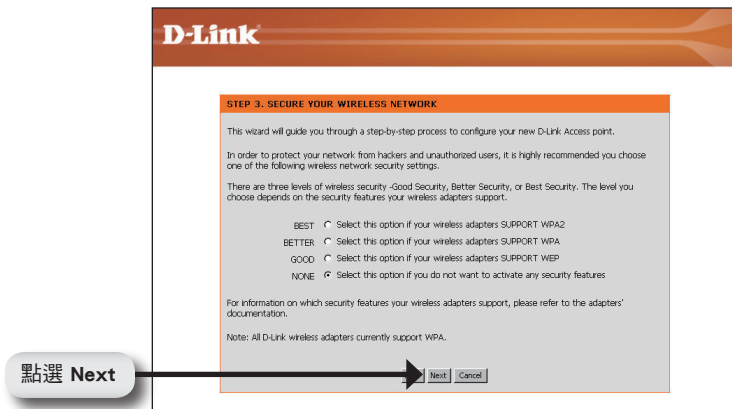 D-Link
STEP 3. SECURE YOUR WIRELESS NETWORK
This wizard will guide you through a step-by-step process to configure your new D-Link Access point.
In order to protect your network from hackers and unauthorized users, it is highly recommended you choose
one of the following wireless network security settings.
There are three levels of wireless security -Good Security, Better Security, or Best Security. The level you
choose depends on the security features your wireless adapters support.
BEST Select this option if your wireless adapters SUPPORT WPA2
BETTER Select this option if your wireless adapters SUPPORT WPA
GOOD Select this option if your wireless adapters SUPPORT WEP
NONE Select this option if you do not want to activate any security features
For information on which security features your wireless adapters support, please refer to the adapters'
documentation.
Note: All D-Link wireless adapters currently support WPA.
點選 Next
Next Cancel